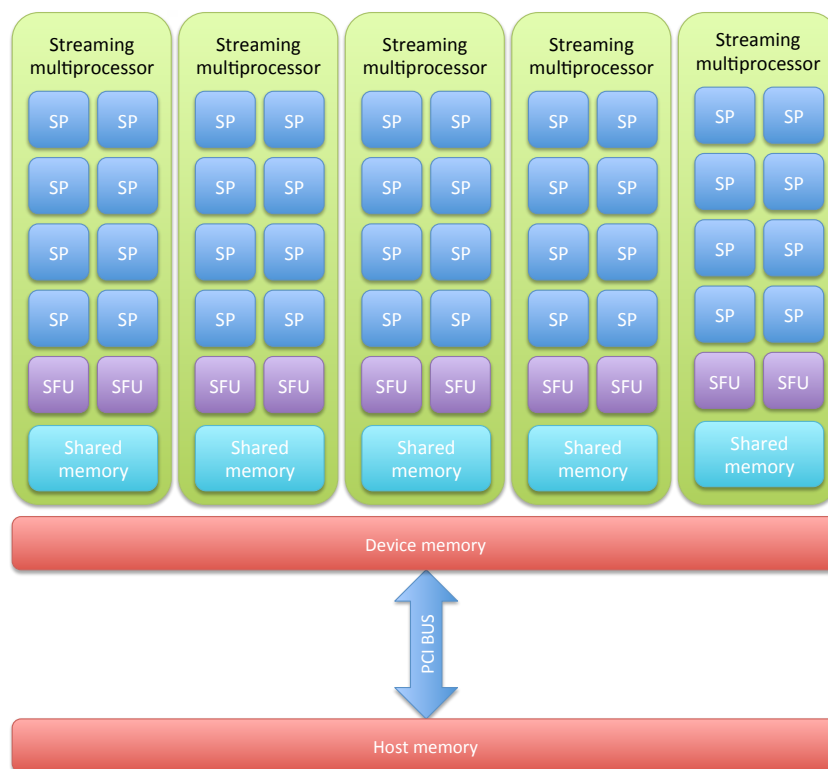 Streaming
multiprocessor
SP SP
SP SP
SP SP
SP SP
SFU SFU
Shared
memory
Streaming
multiprocessor
SP SP
SP SP
SP SP
SP SP
SFU SFU
Shared
memory
Streaming
multiprocessor
SP SP
SP SP
SP SP
SP SP
SFU SFU
Shared
memory
Streaming
multiprocessor
SP SP
SP SP
SP SP
SP SP
SFU SFU
Shared
memory
Streaming
multiprocessor
SP SP
SP SP
SP SP
SP SP
SFU SFU
Shared
memory
Device memory
PCI BUS
Host memory